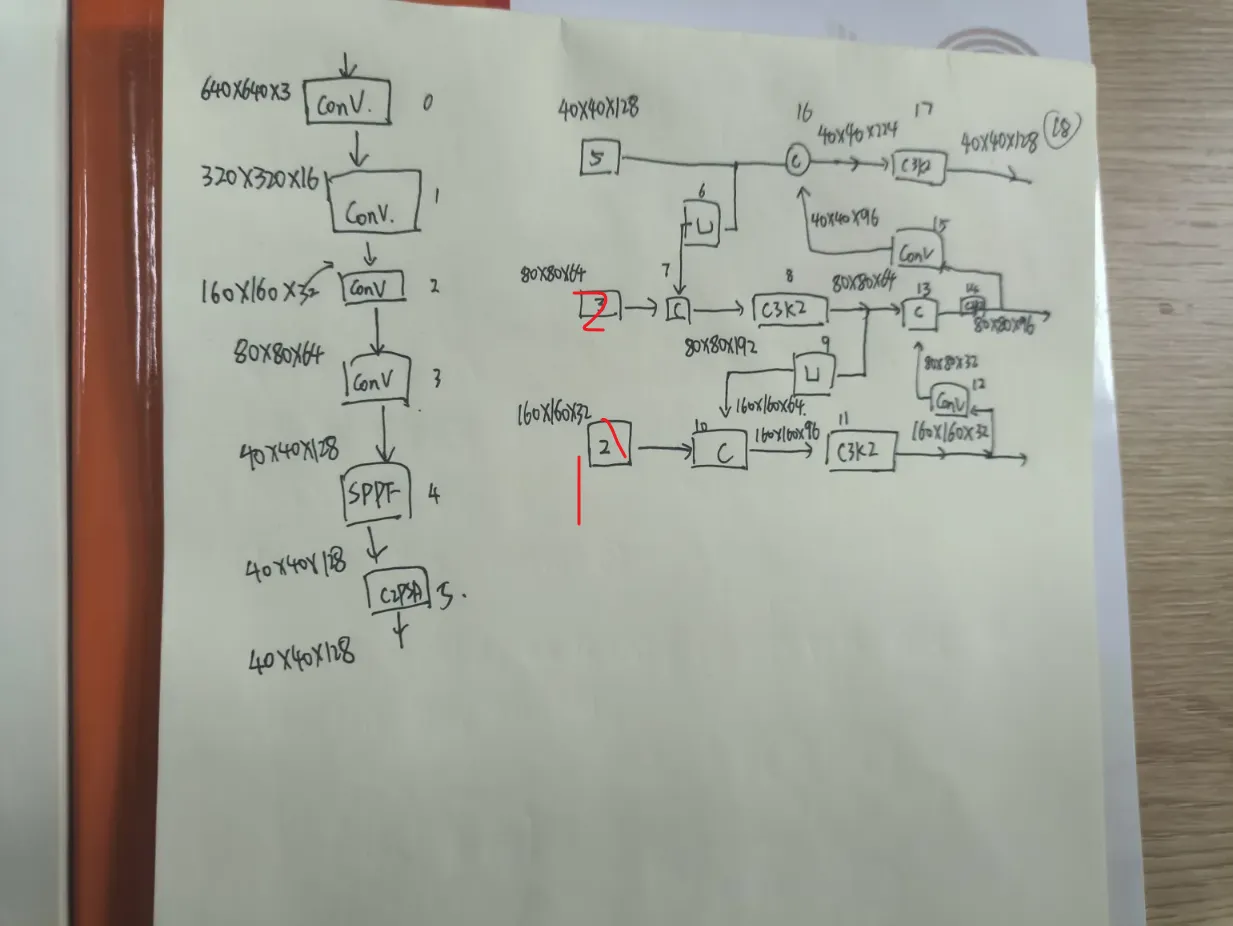 640X640X3 ConV. 0
320X320X16 ConV. 1
160X160X32 ConV 2
80X80X64 ConV 3
40X40X128 SPPF 4
40X40X128 C2PSA 5.
40X40X128
40X40X128 16 17
5 C 40X40X224 C3K2 40X40X128 18
6
U 40X40X96 15
ConV
80X80X64 7 8 80X80X64 13 14
2 C C3K2 C
80X80X96
80X80X192 9
U 80X80X32 12
ConV
160X160X32 160X160X64. 10 160X160X96 11 160X160X32
2 C C3K2
1